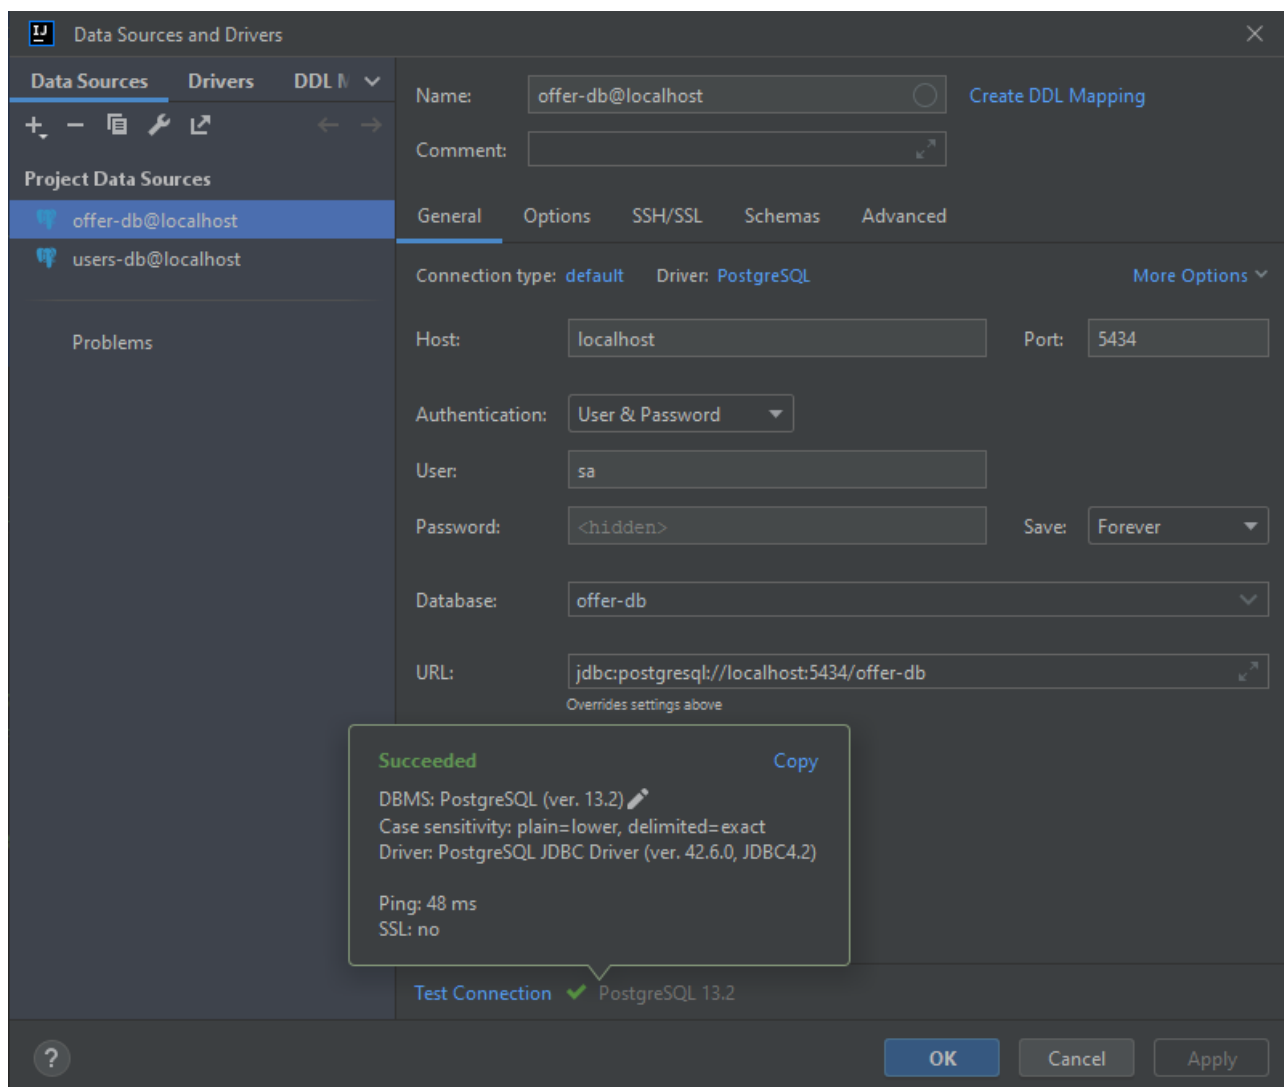 IJ
Data Sources and Drivers
Data Sources Drivers DDL
Project Data Sources
offer-db@localhost
users-db@localhost
Problems
Name: offer-db@localhost Create DDL Mapping
Comment:
General Options SSH/SSL Schemas Advanced
Connection type: default Driver: PostgreSQL More Options
Host: localhost Port: 5434
Authentication: User & Password
User: sa
Password: <hidden> Save: Forever
Database: offer-db
URL: jdbc:postgresql://localhost:5434/offer-db
Overrides settings above
Succeeded Copy
DBMS: PostgreSQL (ver. 13.2)
Case sensitivity: plain=lower, delimited=exact
Driver: PostgreSQL JDBC Driver (ver. 42.6.0, JDBC4.2)
Ping: 48 ms
SSL: no
Test Connection PostgreSQL 13.2
? OK Cancel Apply